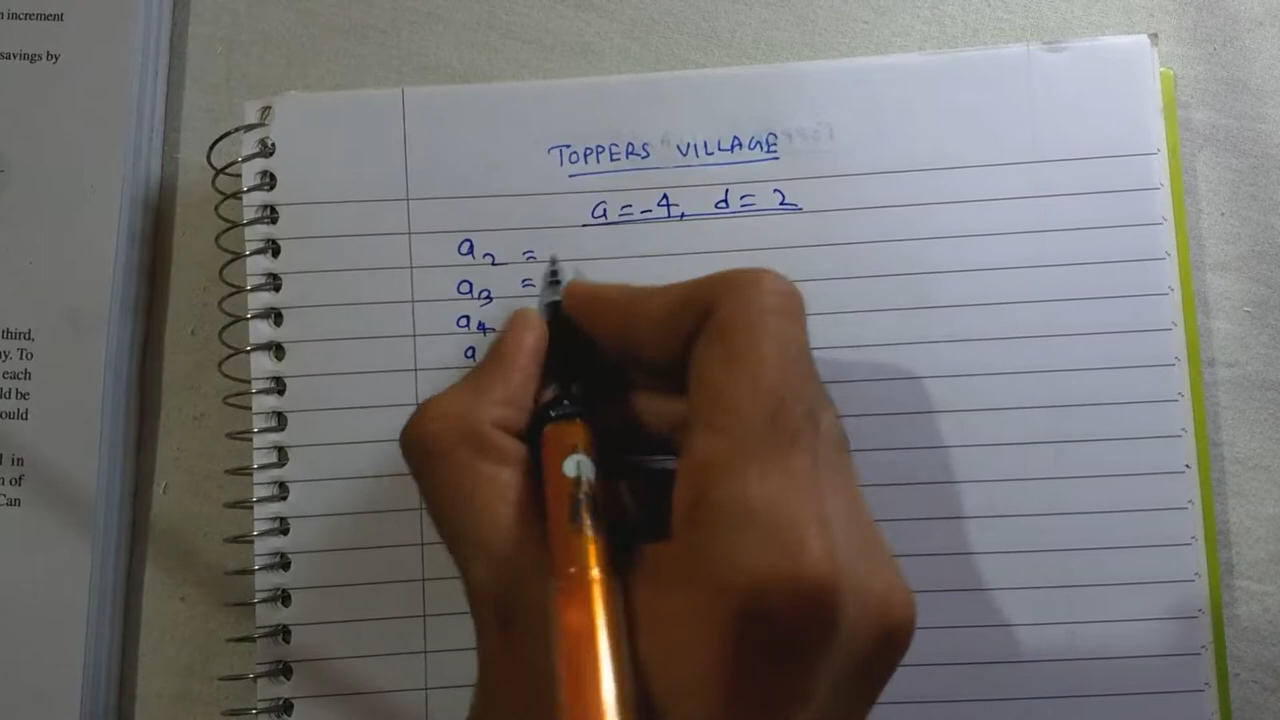 n increment
savings by
third,
ny. To
each
ld be
ould
l in
n of
Can
TOPPERS VILLAGE
a = -4, d = 2
a2 =
a3 =
a4
a